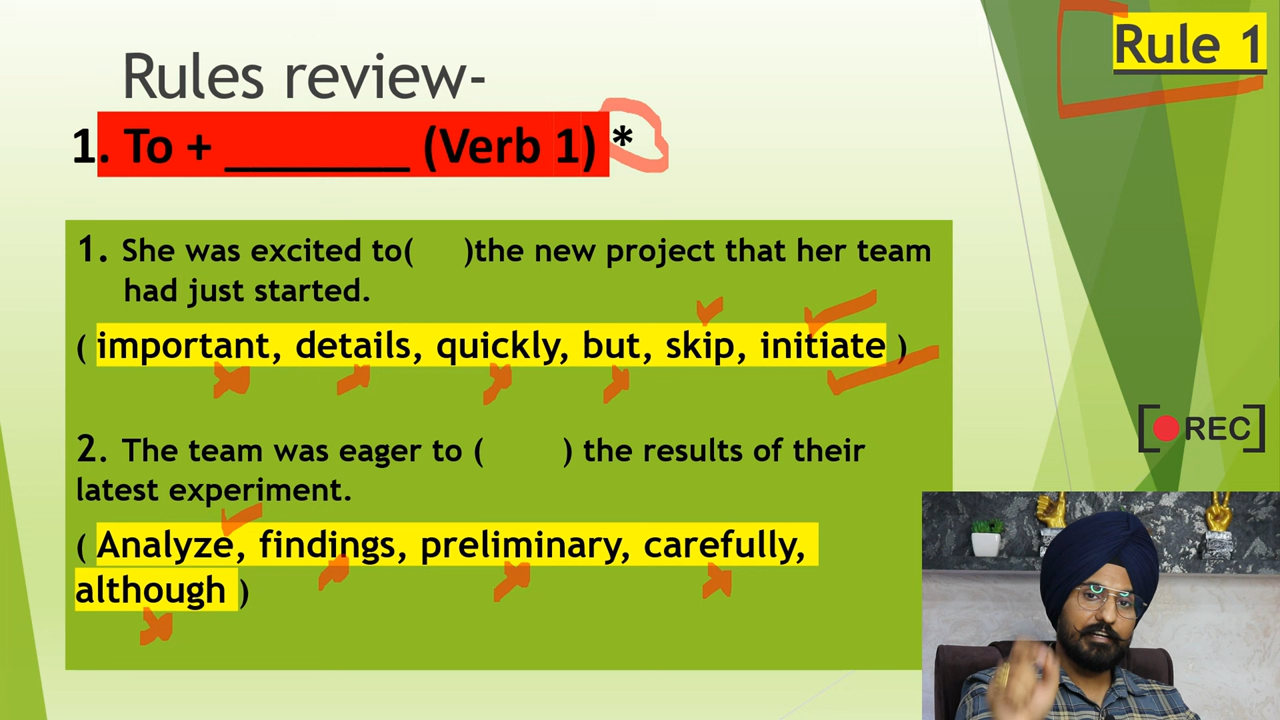 Rule 1
Rules review-
1. To + _______ (Verb 1) *
1. She was excited to( )the new project that her team
had just started.
( important, details, quickly, but, skip, initiate )
2. The team was eager to ( ) the results of their
latest experiment.
( Analyze, findings, preliminary, carefully,
although )
[REC]